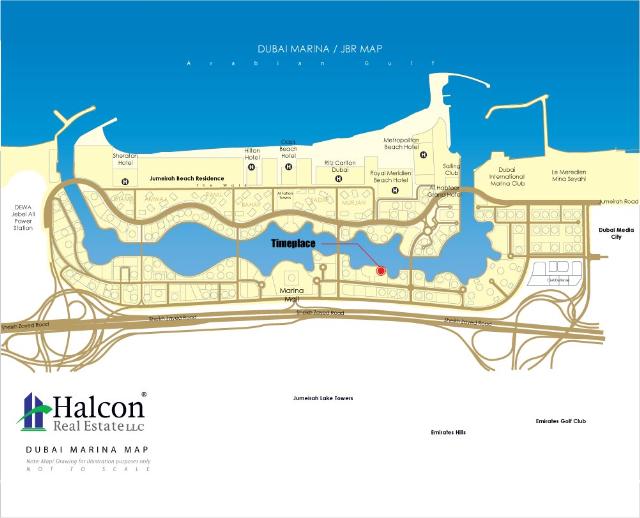 DUBAI MARINA / JBR MAP
Arabian Gulf
Metropolitan
Beach Hotel
Oasis
Beach
Hotel
Hilton
Hotel
Sheraton
Hotel
Ritz Carlton
Dubai
Royal Meridien
Beach Hotel
Sailing
Club
Dubai
International
Marina Club
Le Meredien
Mina Seyahi
H
H
H
H
H
H
H
Jumeirah Beach Residence
The Walk
Al Habtoor
Grand Hotel
Jumeirah Road
DEWA
Jebel Ali
Power
Station
Dubai Media
City
Timeplace
Marina
Mall
Sheikh Zayed Road
Sheikh Zayed Road
Sheikh Zayed Road
Sheikh Zayed Road
Jumeirah Lake Towers
Emirates Hills
Emirates Golf Club
Halcon®
Real Estate LLC
DUBAI MARINA MAP
Note: Map/ Drawing for illustration purposes only
NOT TO SCALE